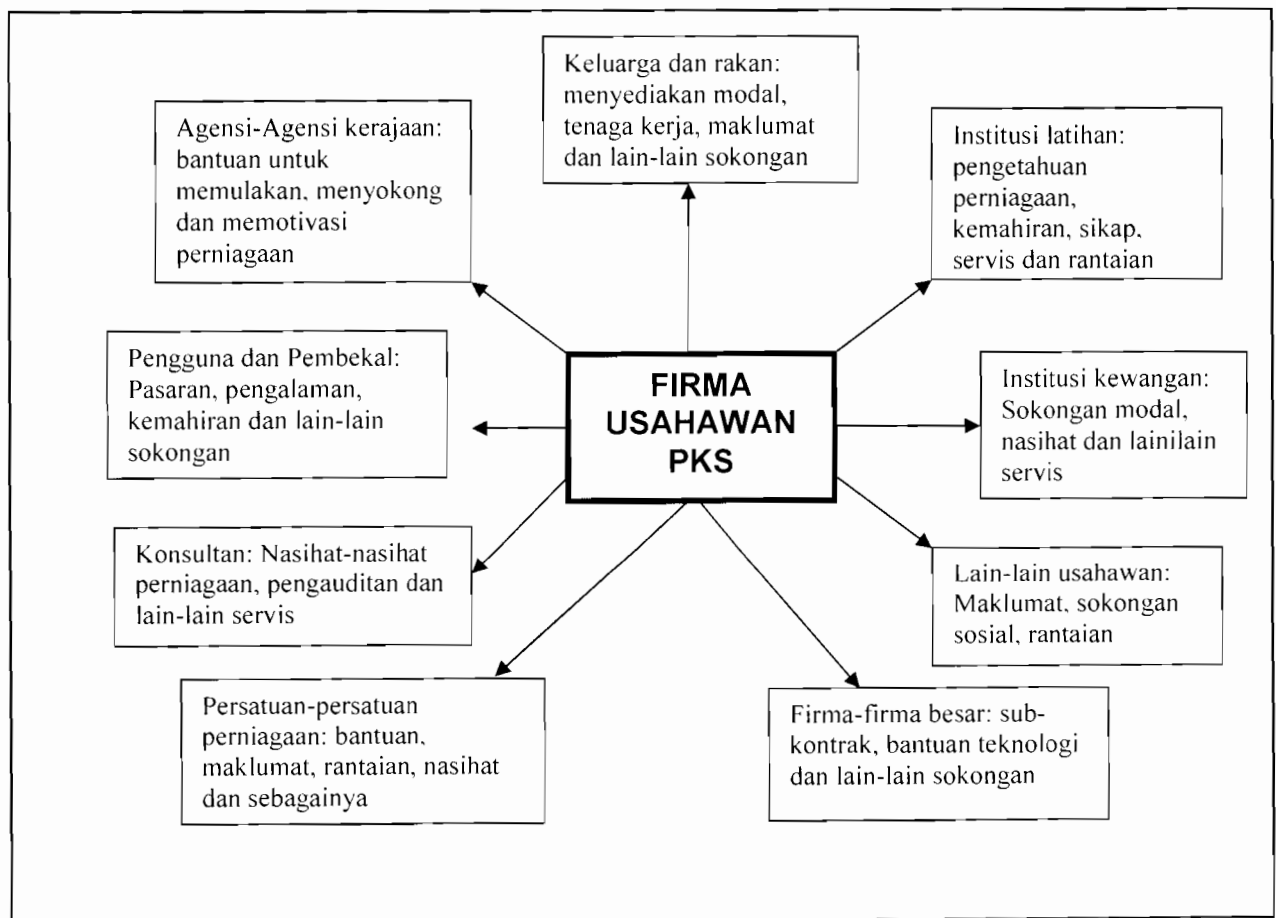 Keluarga dan rakan:
menyediakan modal,
tenaga kerja, maklumat
dan lain-lain sokongan
Agensi-Agensi kerajaan:
bantuan untuk
memulakan, menyokong
dan memotivasi
perniagaan
Institusi latihan:
pengetahuan
perniagaan,
kemahiran, sikap,
servis dan rantaian
Pengguna dan Pembekal:
Pasaran, pengalaman,
kemahiran dan lain-lain
sokongan
FIRMA
USAHAWAN
PKS
Institusi kewangan:
Sokongan modal,
nasihat dan lainilain
servis
Konsultan: Nasihat-nasihat
perniagaan, pengauditan dan
lain-lain servis
Lain-lain usahawan:
Maklumat, sokongan
sosial, rantaian
Persatuan-persatuan
perniagaan: bantuan,
maklumat, rantaian, nasihat
dan sebagainya
Firma-firma besar: sub-
kontrak, bantuan teknologi
dan lain-lain sokongan